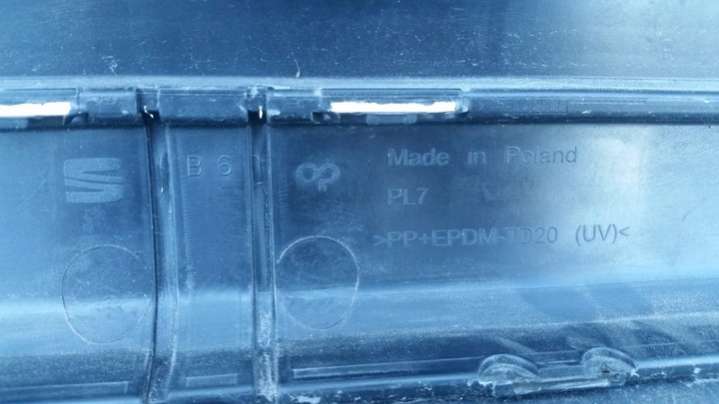 B 6
Made in Poland
PL7
>PP+EPDM-TD20 (UV)<